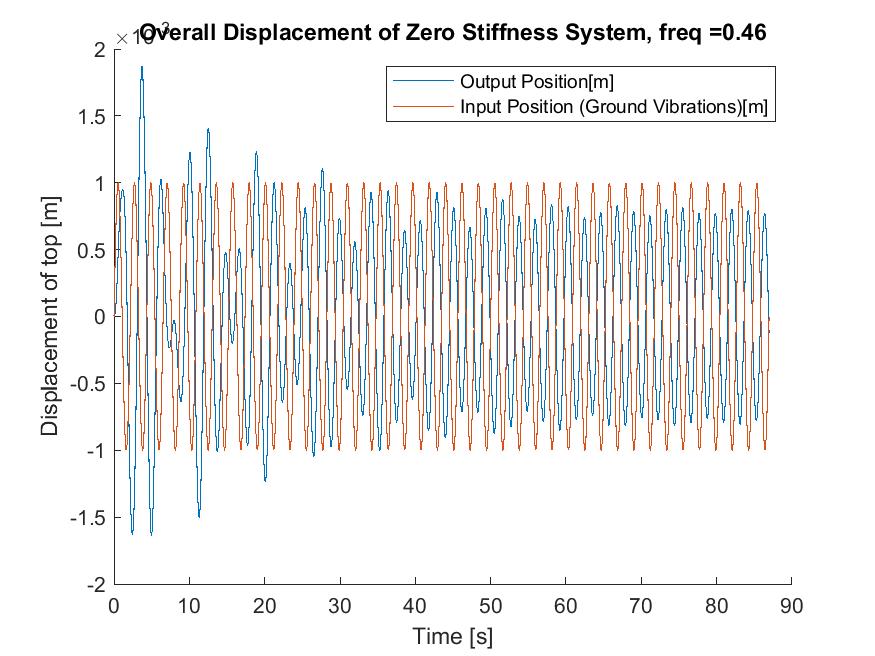 ×10-3
Overall Displacement of Zero Stiffness System, freq =0.46
Output Position[m]
Input Position (Ground Vibrations)[m]
2
1.5
1
0.5
0
-0.5
-1
-1.5
-2
Displacement of top [m]
0 10 20 30 40 50 60 70 80 90
Time [s]